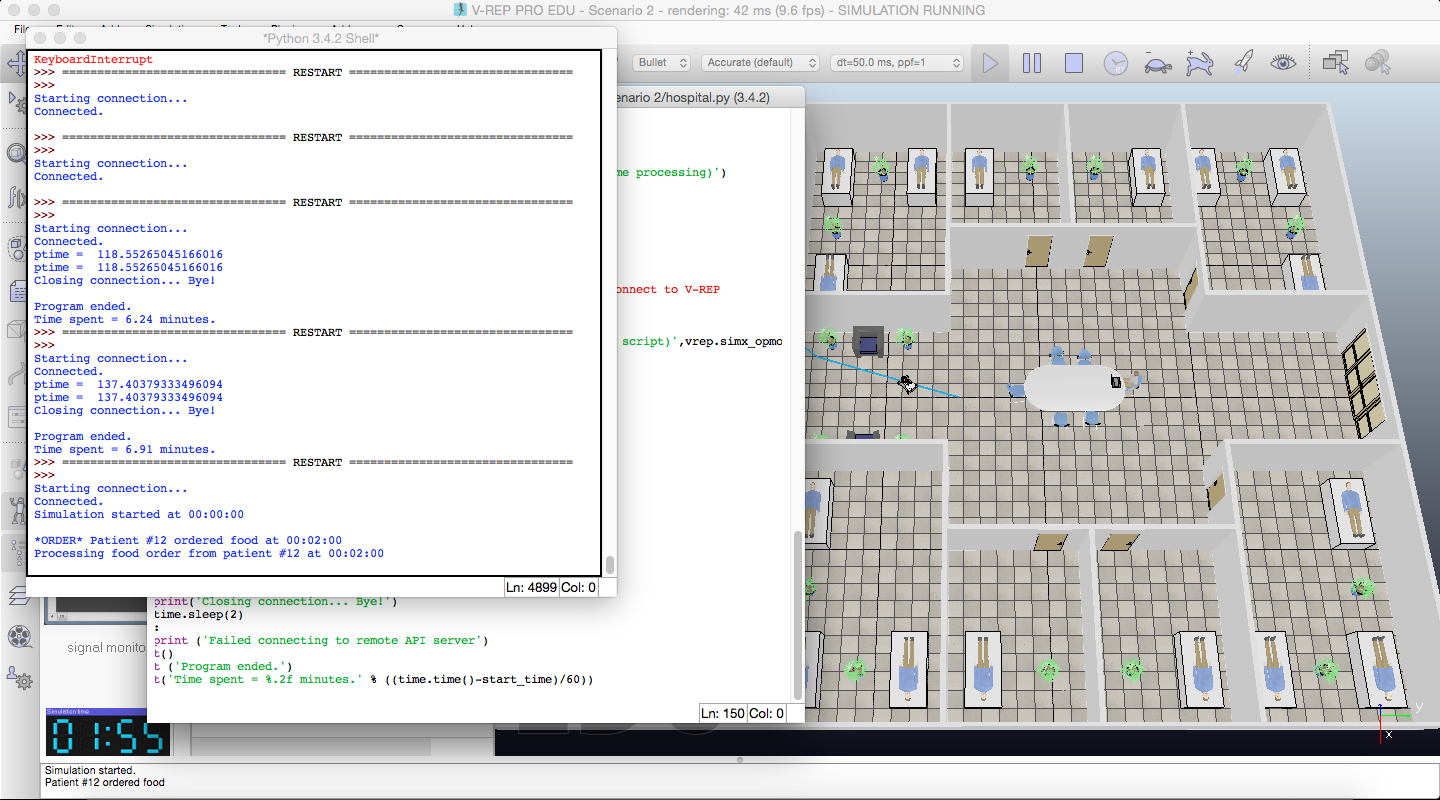 V-REP PRO EDU - Scenario 2 - rendering: 42 ms (9.6 fps) - SIMULATION RUNNING
*Python 3.4.2 Shell*
Bullet
Accurate (default)
dt=50.0 ms, ppf=1
KeyboardInterrupt
>>> ================================ RESTART ================================
>>>
Starting connection...
Connected.
>>> ================================ RESTART ================================
>>>
Starting connection...
Connected.
>>> ================================ RESTART ================================
>>>
Starting connection...
Connected.
ptime =  118.55265045166016
ptime =  118.55265045166016
Closing connection... Bye!
Program ended.
Time spent = 6.24 minutes.
>>> ================================ RESTART ================================
>>>
Starting connection...
Connected.
ptime =  137.40379333496094
ptime =  137.40379333496094
Closing connection... Bye!
Program ended.
Time spent = 6.91 minutes.
>>> ================================ RESTART ================================
>>>
Starting connection...
Connected.
Simulation started at 00:00:00
*ORDER* Patient #12 ordered food at 00:02:00
Processing food order from patient #12 at 00:02:00
Ln: 4899 Col: 0
enario 2/hospital.py (3.4.2)
me processing)')
onnect to V-REP
script)',vrep.simx_opmo
print('Closing connection... Bye!')
time.sleep(2)
:
print ('Failed connecting to remote API server')
t()
t ('Program ended.')
t('Time spent = %.2f minutes.' % ((time.time()-start_time)/60))
Ln: 150 Col: 0
signal monito
Simulation time
01:55
y
x
Simulation started.
Patient #12 ordered food